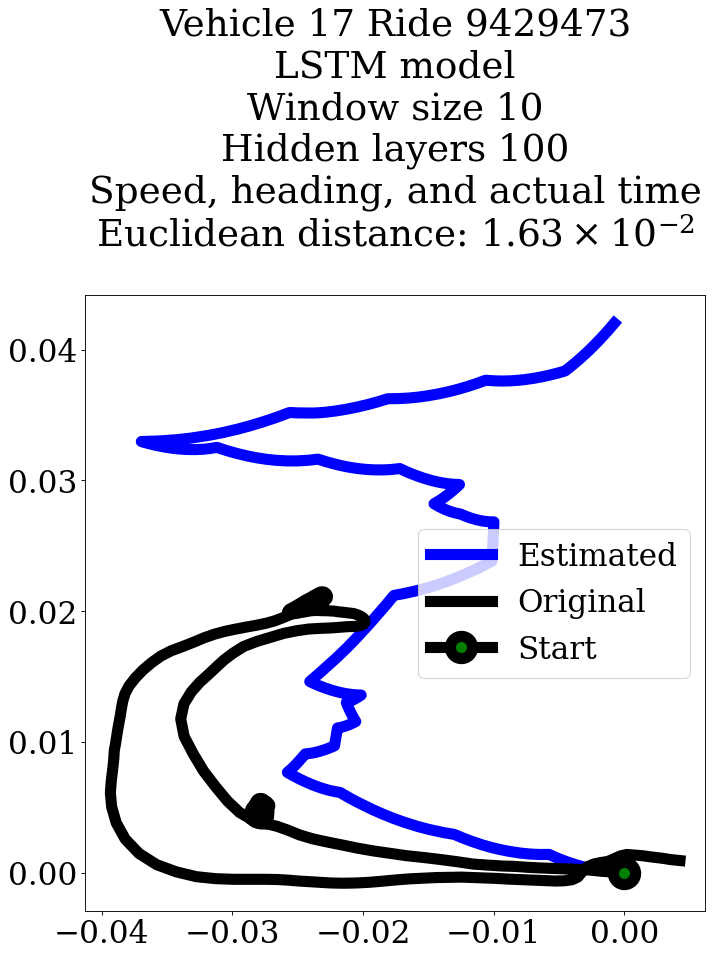 Vehicle 17 Ride 9429473
LSTM model
Window size 10
Hidden layers 100
Speed, heading, and actual time
Euclidean distance: 1.63 × 10⁻²
0.04
0.03
0.02
0.01
0.00
Estimated
Original
Start
−0.04 −0.03 −0.02 −0.01 0.00